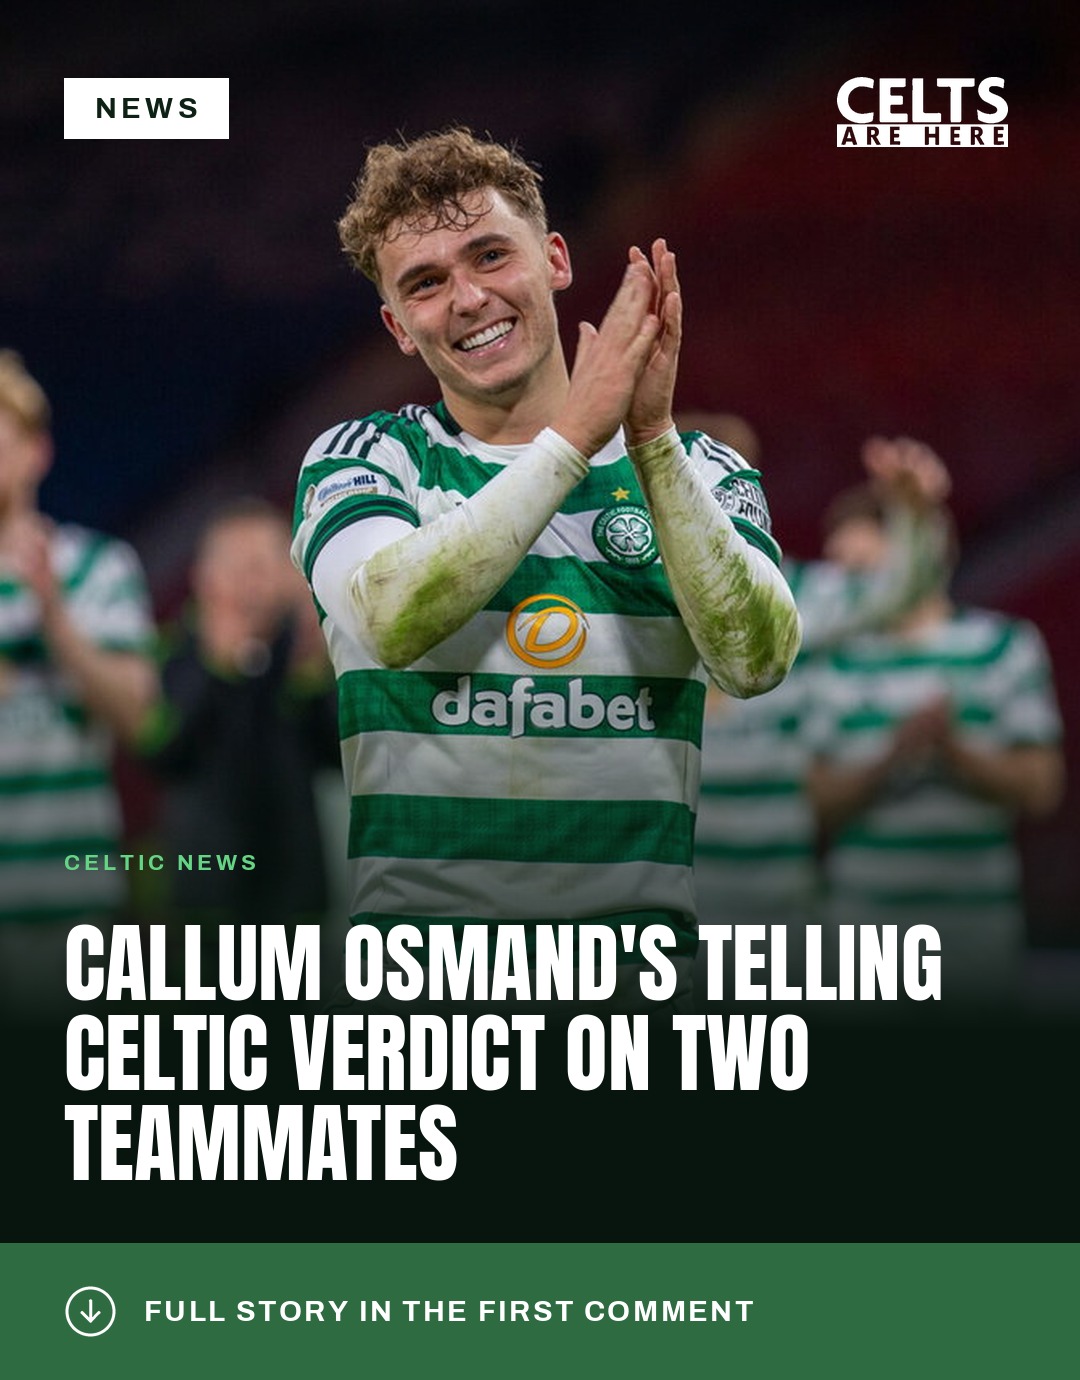 NEWS
CELTS
ARE HERE
HILL
dafabet
CELTIC NEWS
CALLUM OSMAND'S TELLING
CELTIC VERDICT ON TWO
TEAMMATES
FULL STORY IN THE FIRST COMMENT